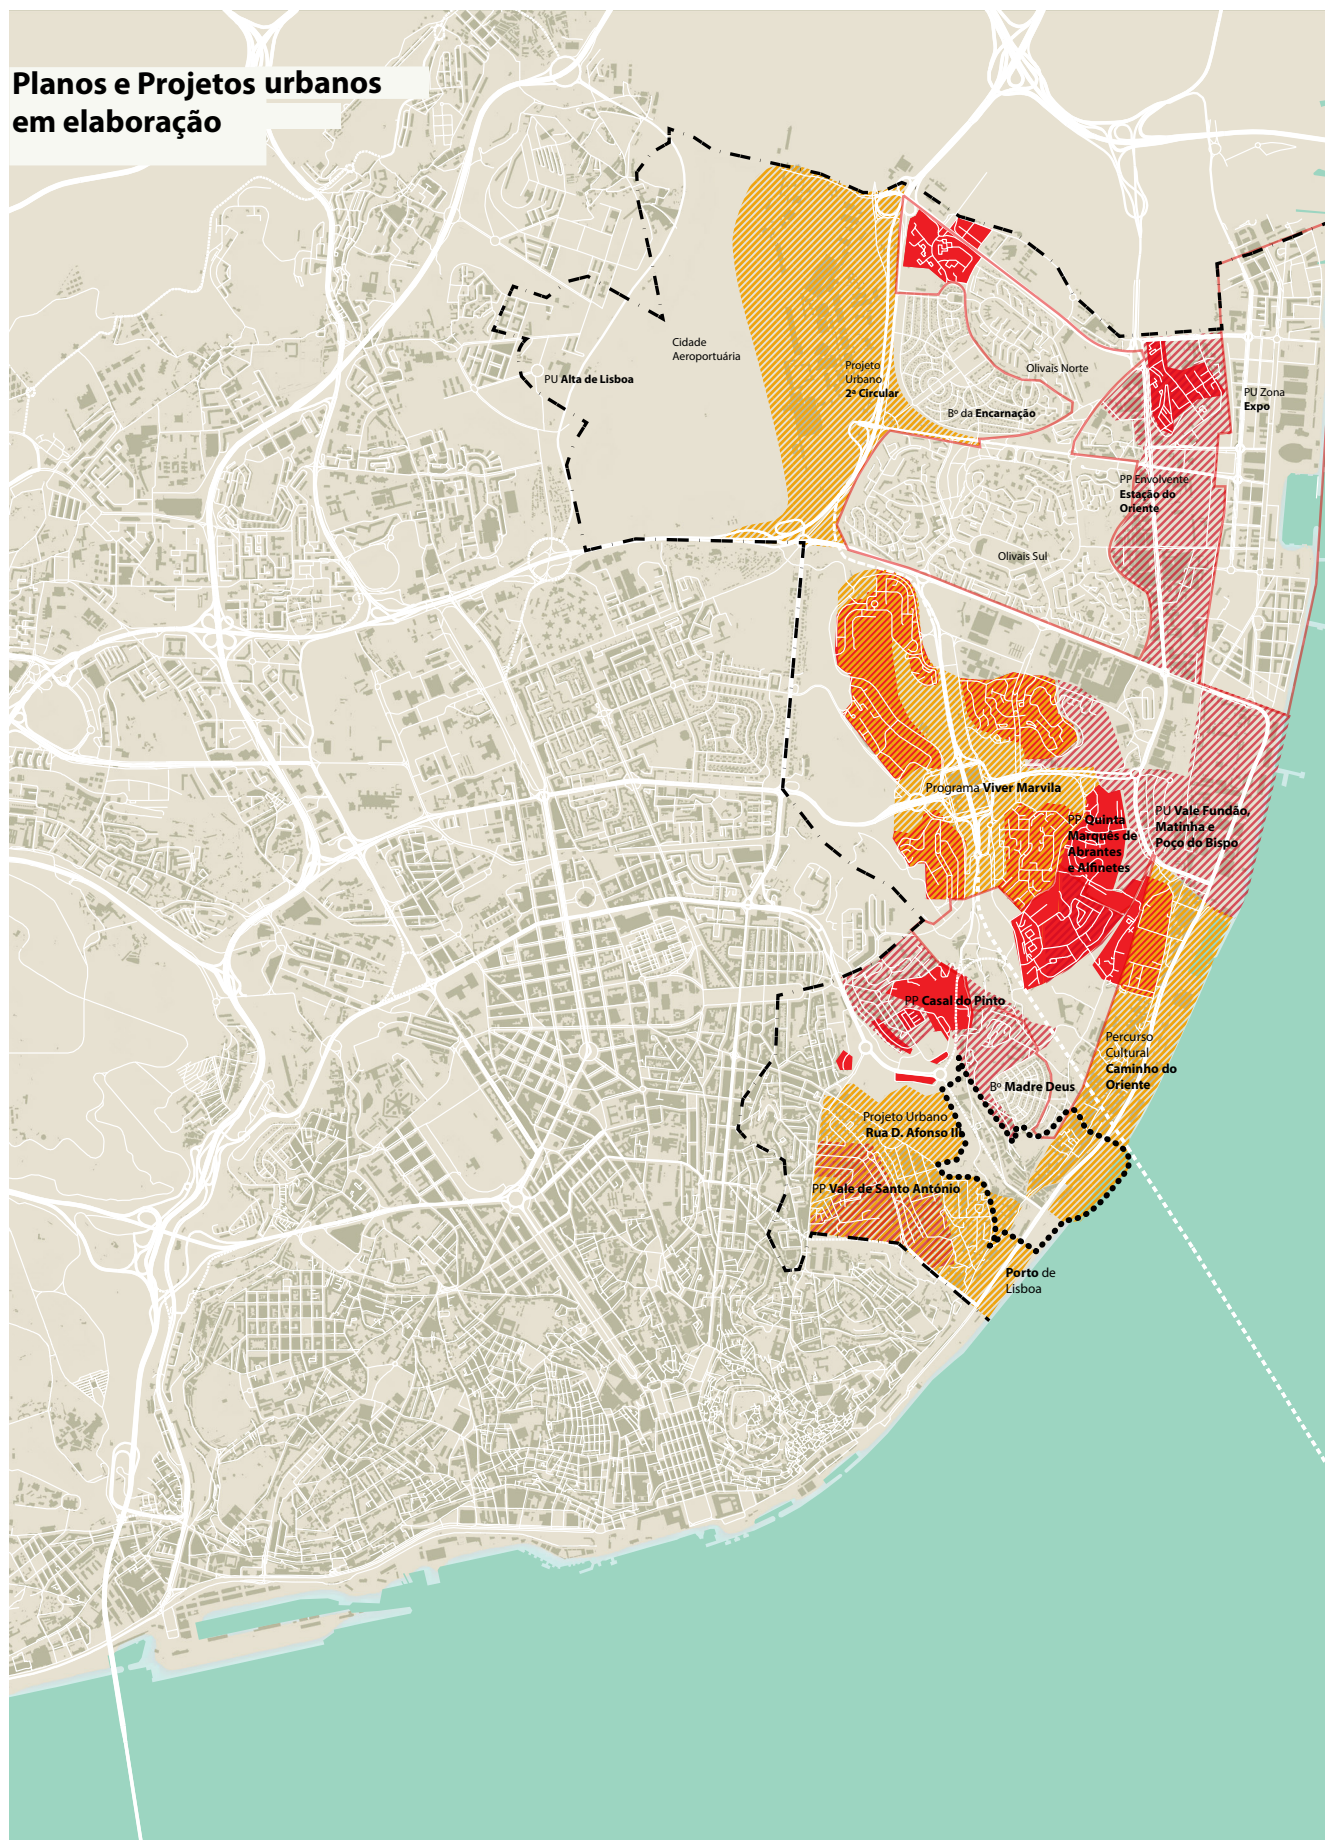 Planos e Projetos urbanos
em elaboração
Cidade
Aeroportuária
PU Alta de Lisboa
Projeto
Urbano
2ª Circular
Olivais Norte
Bº da Encarnação
PU Zona
Expo
PP Envolvente
Estação do
Oriente
Olivais Sul
Programa Viver Marvila
PP Quinta
Marquês de
Abrantes
e Alfinetes
PU Vale Fundão,
Matinha e
Poço do Bispo
PP Casal do Pinto
Percurso
Cultural
Caminho do
Oriente
Bº Madre Deus
Projeto Urbano
Rua D. Afonso III
PP Vale de Santo António
Porto de
Lisboa